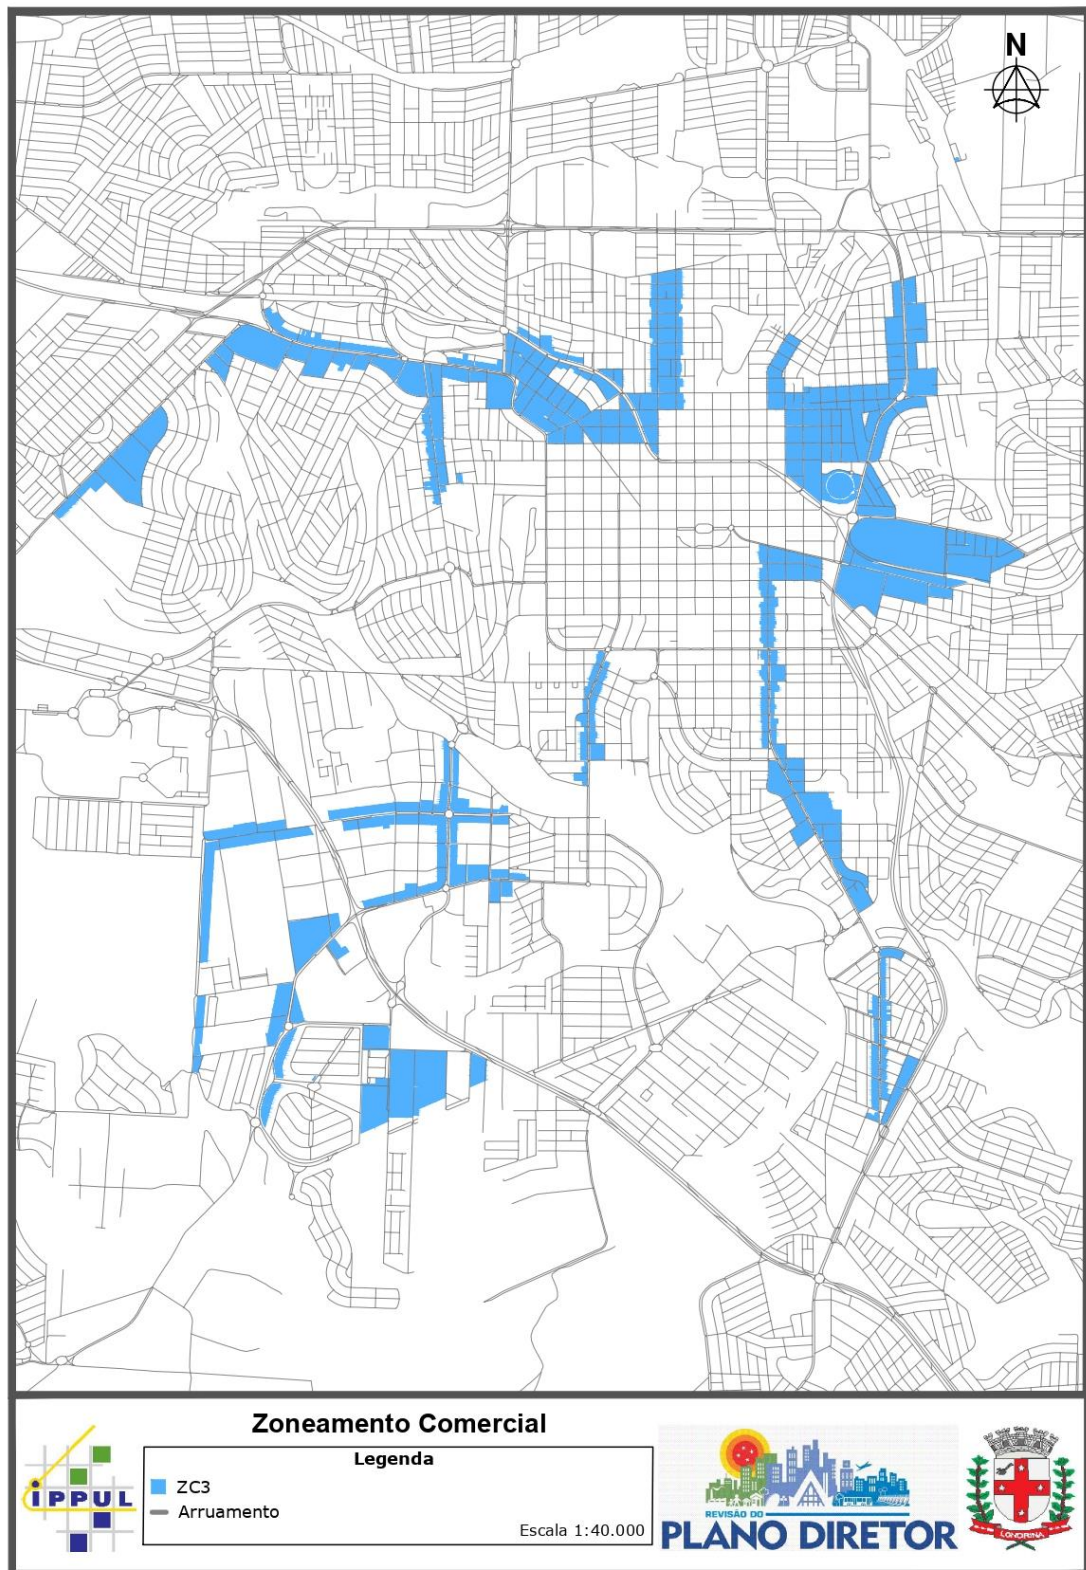 N
Zoneamento Comercial
Legenda
ZC3
Arruamento
Escala 1:40.000
IPPUL
REVISÃO DO
PLANO DIRETOR
LONDRINA